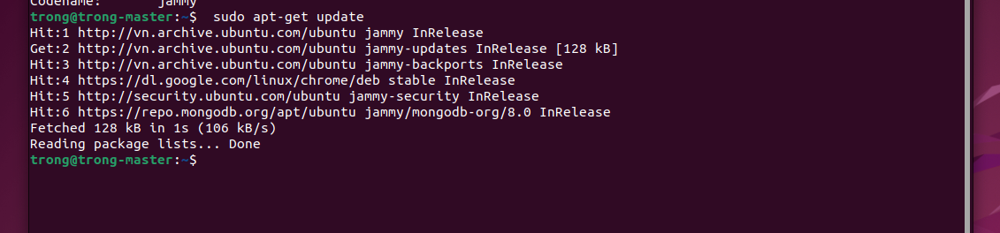 Codename:       jammy
trong@trong-master:~$  sudo apt-get update
Hit:1 http://vn.archive.ubuntu.com/ubuntu jammy InRelease
Get:2 http://vn.archive.ubuntu.com/ubuntu jammy-updates InRelease [128 kB]
Hit:3 http://vn.archive.ubuntu.com/ubuntu jammy-backports InRelease
Hit:4 https://dl.google.com/linux/chrome/deb stable InRelease
Hit:5 http://security.ubuntu.com/ubuntu jammy-security InRelease
Hit:6 https://repo.mongodb.org/apt/ubuntu jammy/mongodb-org/8.0 InRelease
Fetched 128 kB in 1s (106 kB/s)
Reading package lists... Done
trong@trong-master:~$